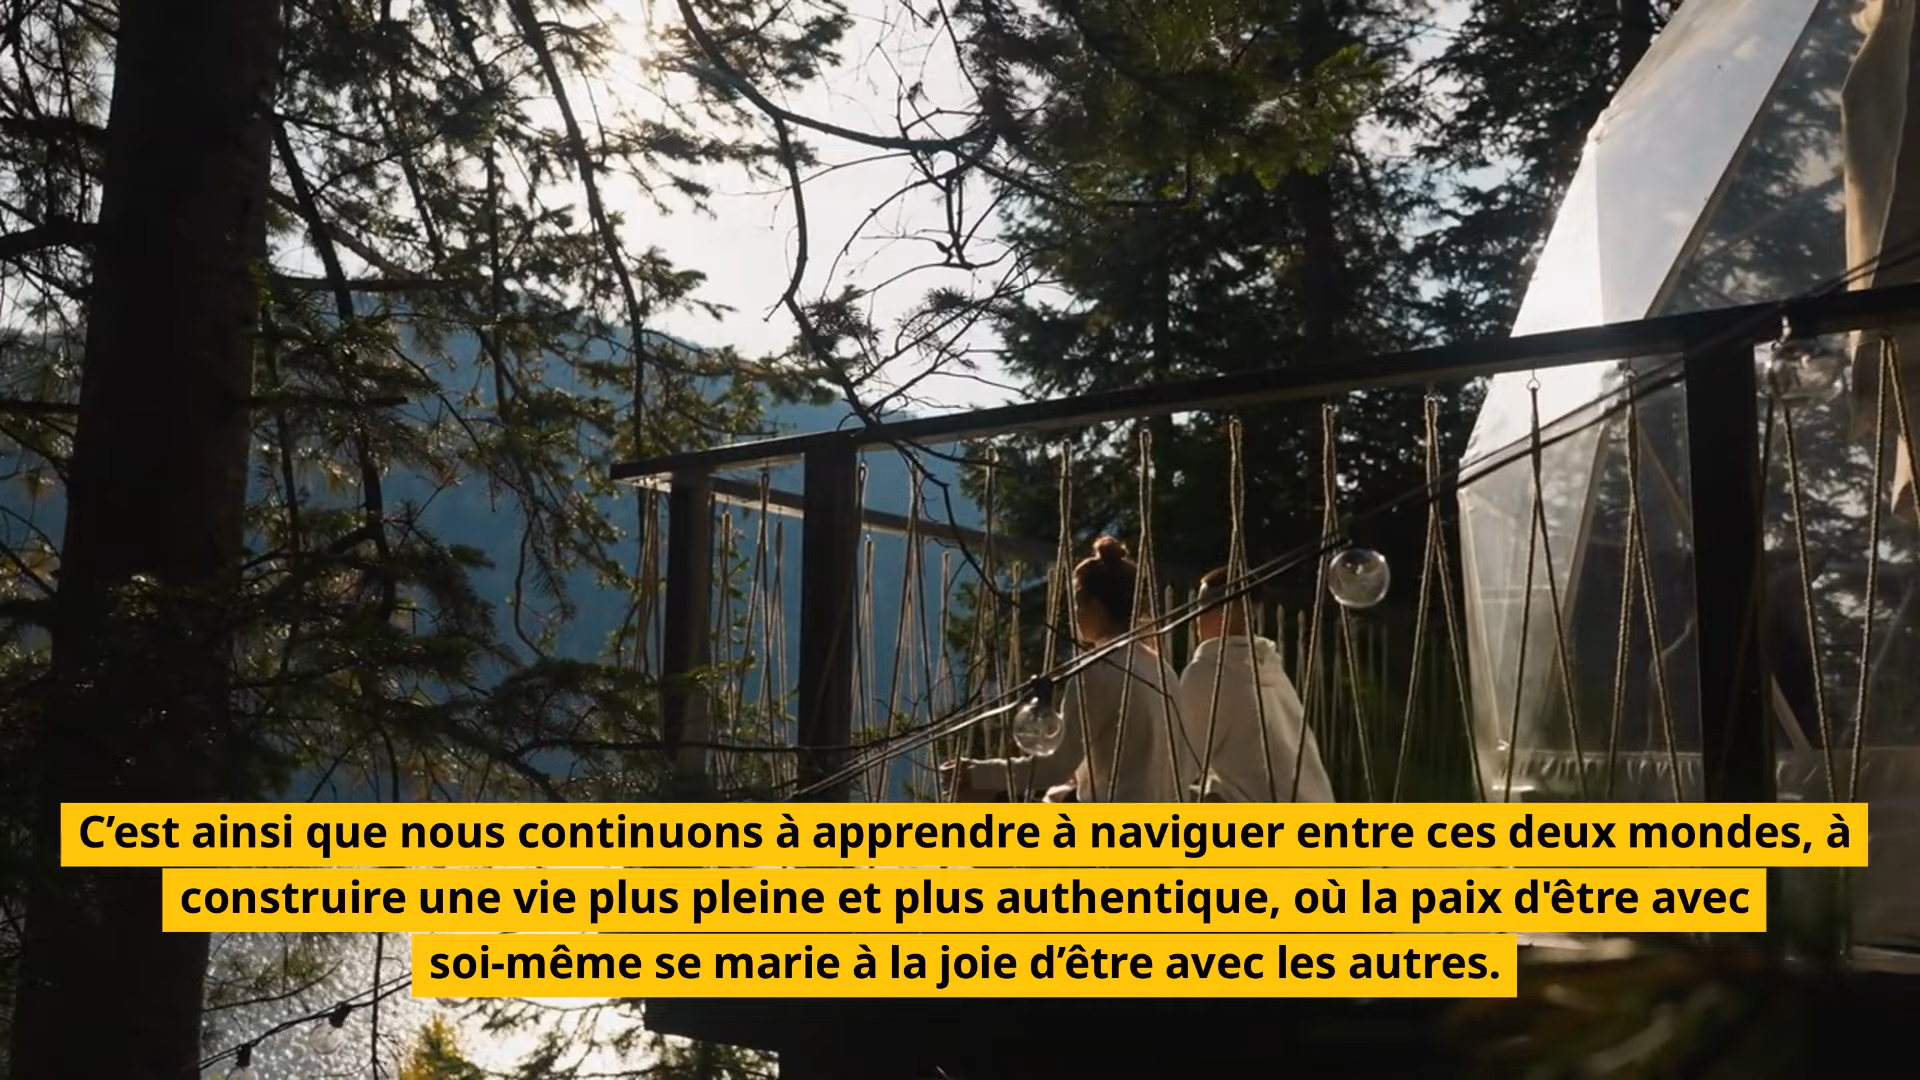 C’est ainsi que nous continuons à apprendre à naviguer entre ces deux mondes, à
construire une vie plus pleine et plus authentique, où la paix d'être avec
soi-même se marie à la joie d’être avec les autres.